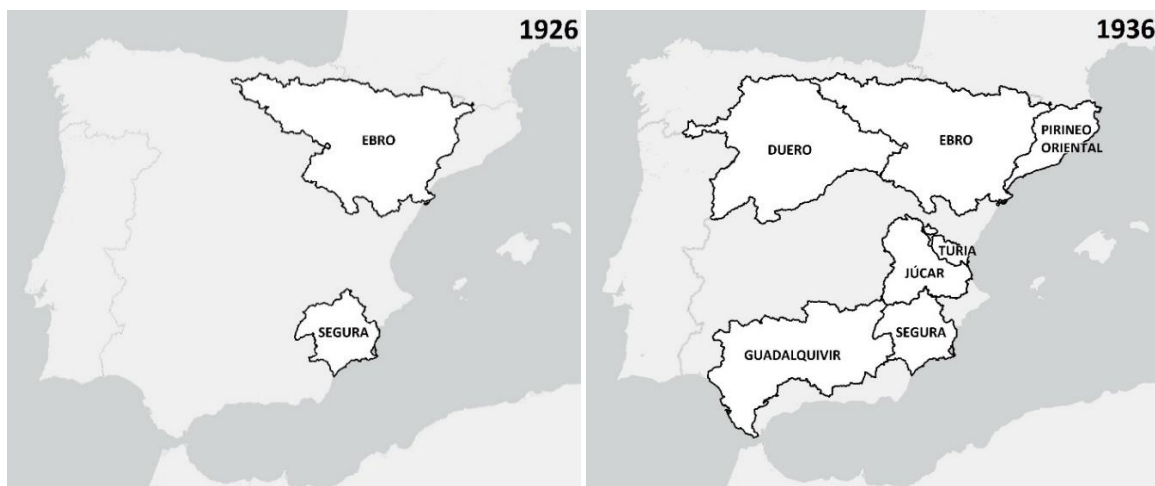 1926
EBRO
SEGURA
1936
DUERO
EBRO
PIRINEO
ORIENTAL
TURIA
JÚCAR
SEGURA
GUADALQUIVIR